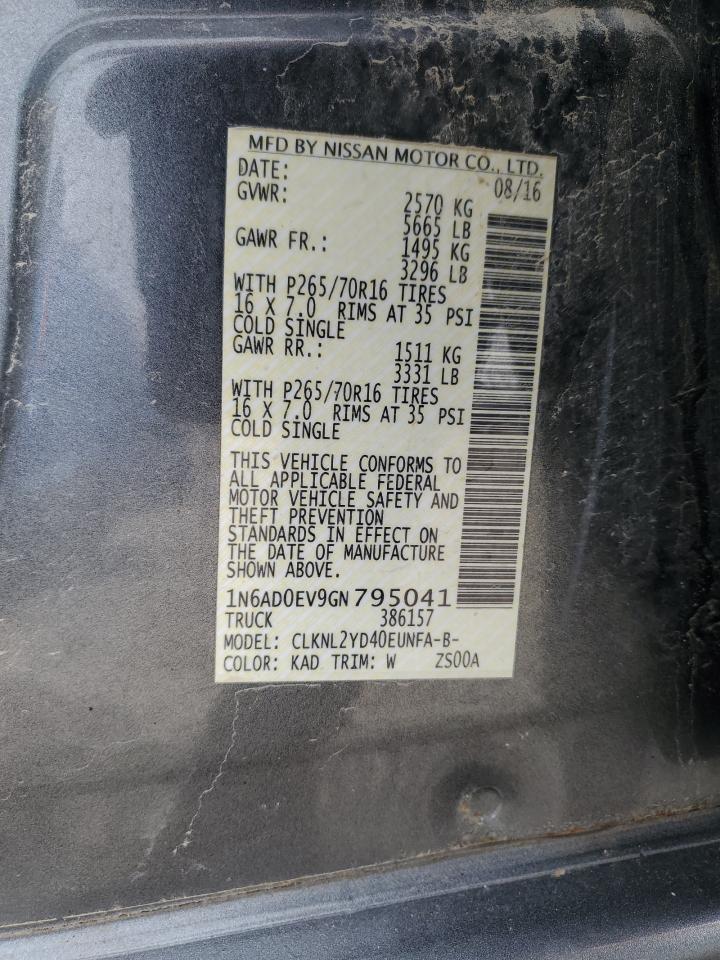 MFD BY NISSAN MOTOR CO., LTD.
DATE: 08/16
GVWR: 2570 KG
5665 LB
GAWR FR.: 1495 KG
3296 LB
WITH P265/70R16 TIRES
16 X 7.0 RIMS AT 35 PSI
COLD SINGLE
GAWR RR.: 1511 KG
3331 LB
WITH P265/70R16 TIRES
16 X 7.0 RIMS AT 35 PSI
COLD SINGLE
THIS VEHICLE CONFORMS TO
ALL APPLICABLE FEDERAL
MOTOR VEHICLE SAFETY AND
THEFT PREVENTION
STANDARDS IN EFFECT ON
THE DATE OF MANUFACTURE
SHOWN ABOVE.
1N6AD0EV9GN795041
TRUCK 386157
MODEL: CLKNL2YD40EUNFA-B-
COLOR: KAD TRIM: W ZS00A